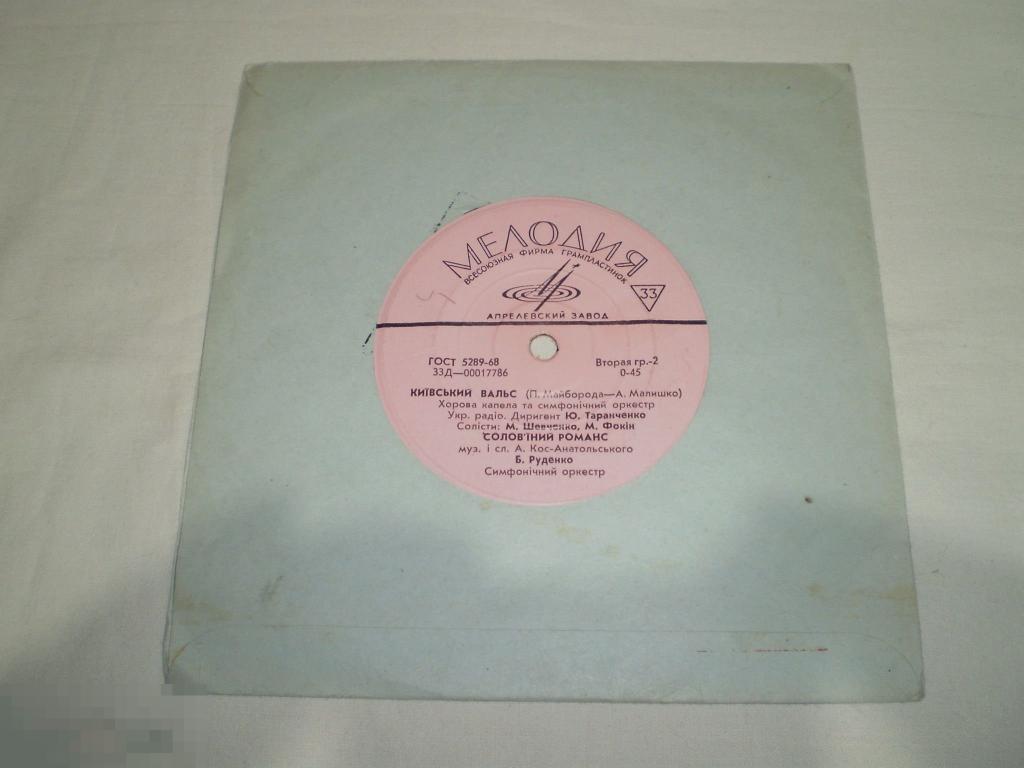 МЕЛОДИЯ
ВСЕСОЮЗНАЯ ФИРМА ГРАМПЛАСТИНОК
33
АПРЕЛЕВСКИЙ ЗАВОД
ГОСТ 5289-68 Вторая гр.-2
33Д—00017786 0-45
КИЇВСЬКИЙ ВАЛЬС (П. Майборода—А. Малишко)
Хорова капела та симфонічний оркестр
Укр. радіо. Диригент Ю. Таранченко
Солісти: М. Шевченко, М. Фокін
СОЛОВ'ЇНИЙ РОМАНС
муз. і сл. А. Кос-Анатольського
Б. Руденко
Симфонічний оркестр